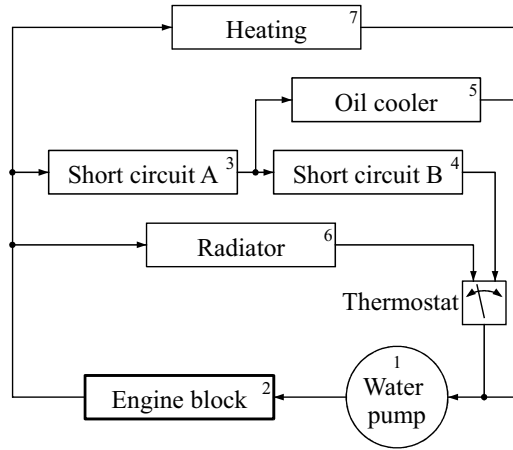 Heating 7
Oil cooler 5
Short circuit A 3
Short circuit B 4
Radiator 6
Thermostat
Engine block 2
1
Water
pump